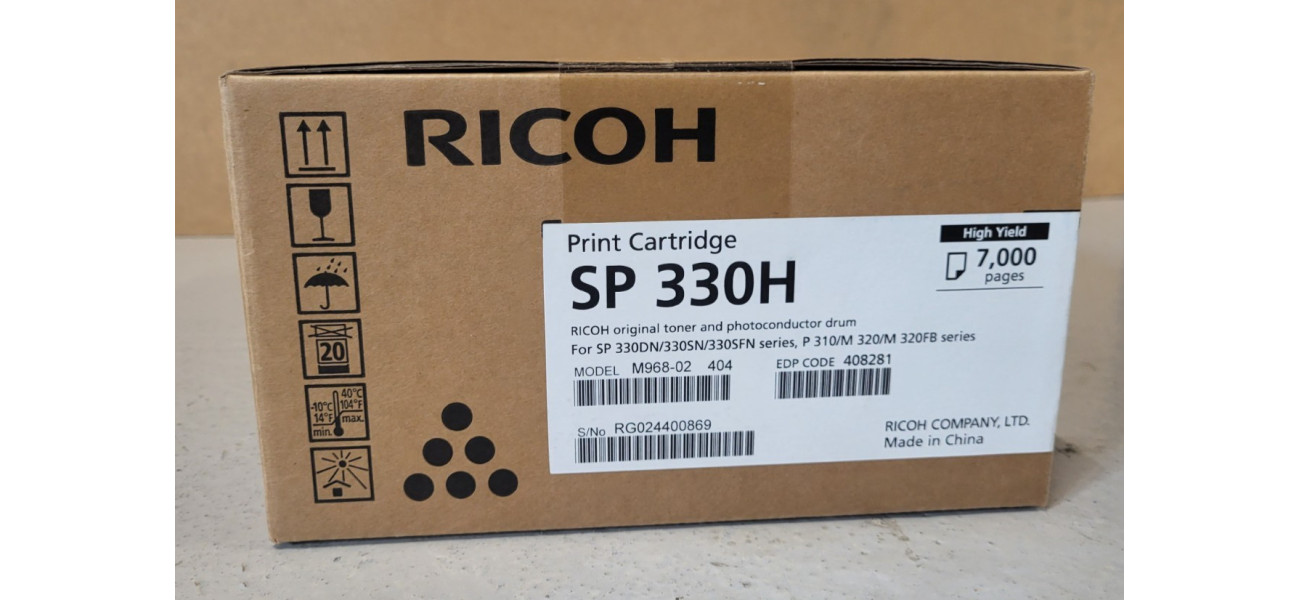 RICOH
Print Cartridge
SP 330H
High Yield
7,000
pages
RICOH original toner and photoconductor drum
For SP 330DN/330SN/330SFN series, P 310/M 320/M 320FB series
MODEL M968-02 404
EDP CODE 408281
S/No RG024400869
RICOH COMPANY, LTD.
Made in China
20
40°C
-10°C 104°F
14°F max.
min.